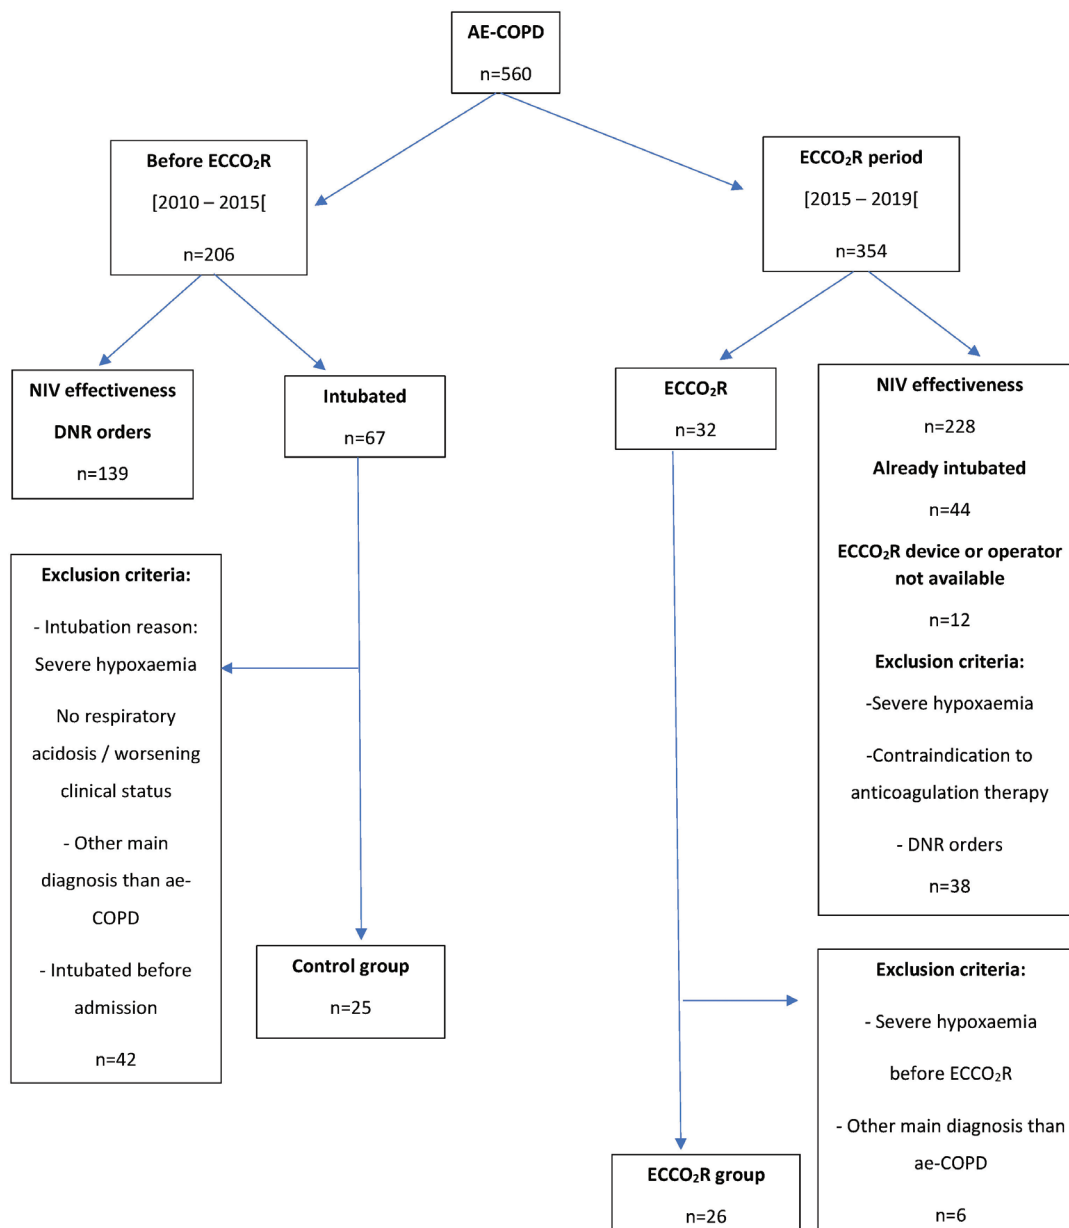 AE-COPD
n=560
Before ECCO₂R
[2010 – 2015[
n=206
ECCO₂R period
[2015 – 2019[
n=354
NIV effectiveness
DNR orders
n=139
Intubated
n=67
ECCO₂R
n=32
NIV effectiveness
n=228
Already intubated
n=44
ECCO₂R device or operator
not available
n=12
Exclusion criteria:
-Severe hypoxaemia
-Contraindication to
anticoagulation therapy
- DNR orders
n=38
Exclusion criteria:
- Intubation reason:
Severe hypoxaemia
No respiratory
acidosis / worsening
clinical status
- Other main
diagnosis than ae-
COPD
- Intubated before
admission
n=42
Control group
n=25
Exclusion criteria:
- Severe hypoxaemia
before ECCO₂R
- Other main diagnosis than
ae-COPD
n=6
ECCO₂R group
n=26